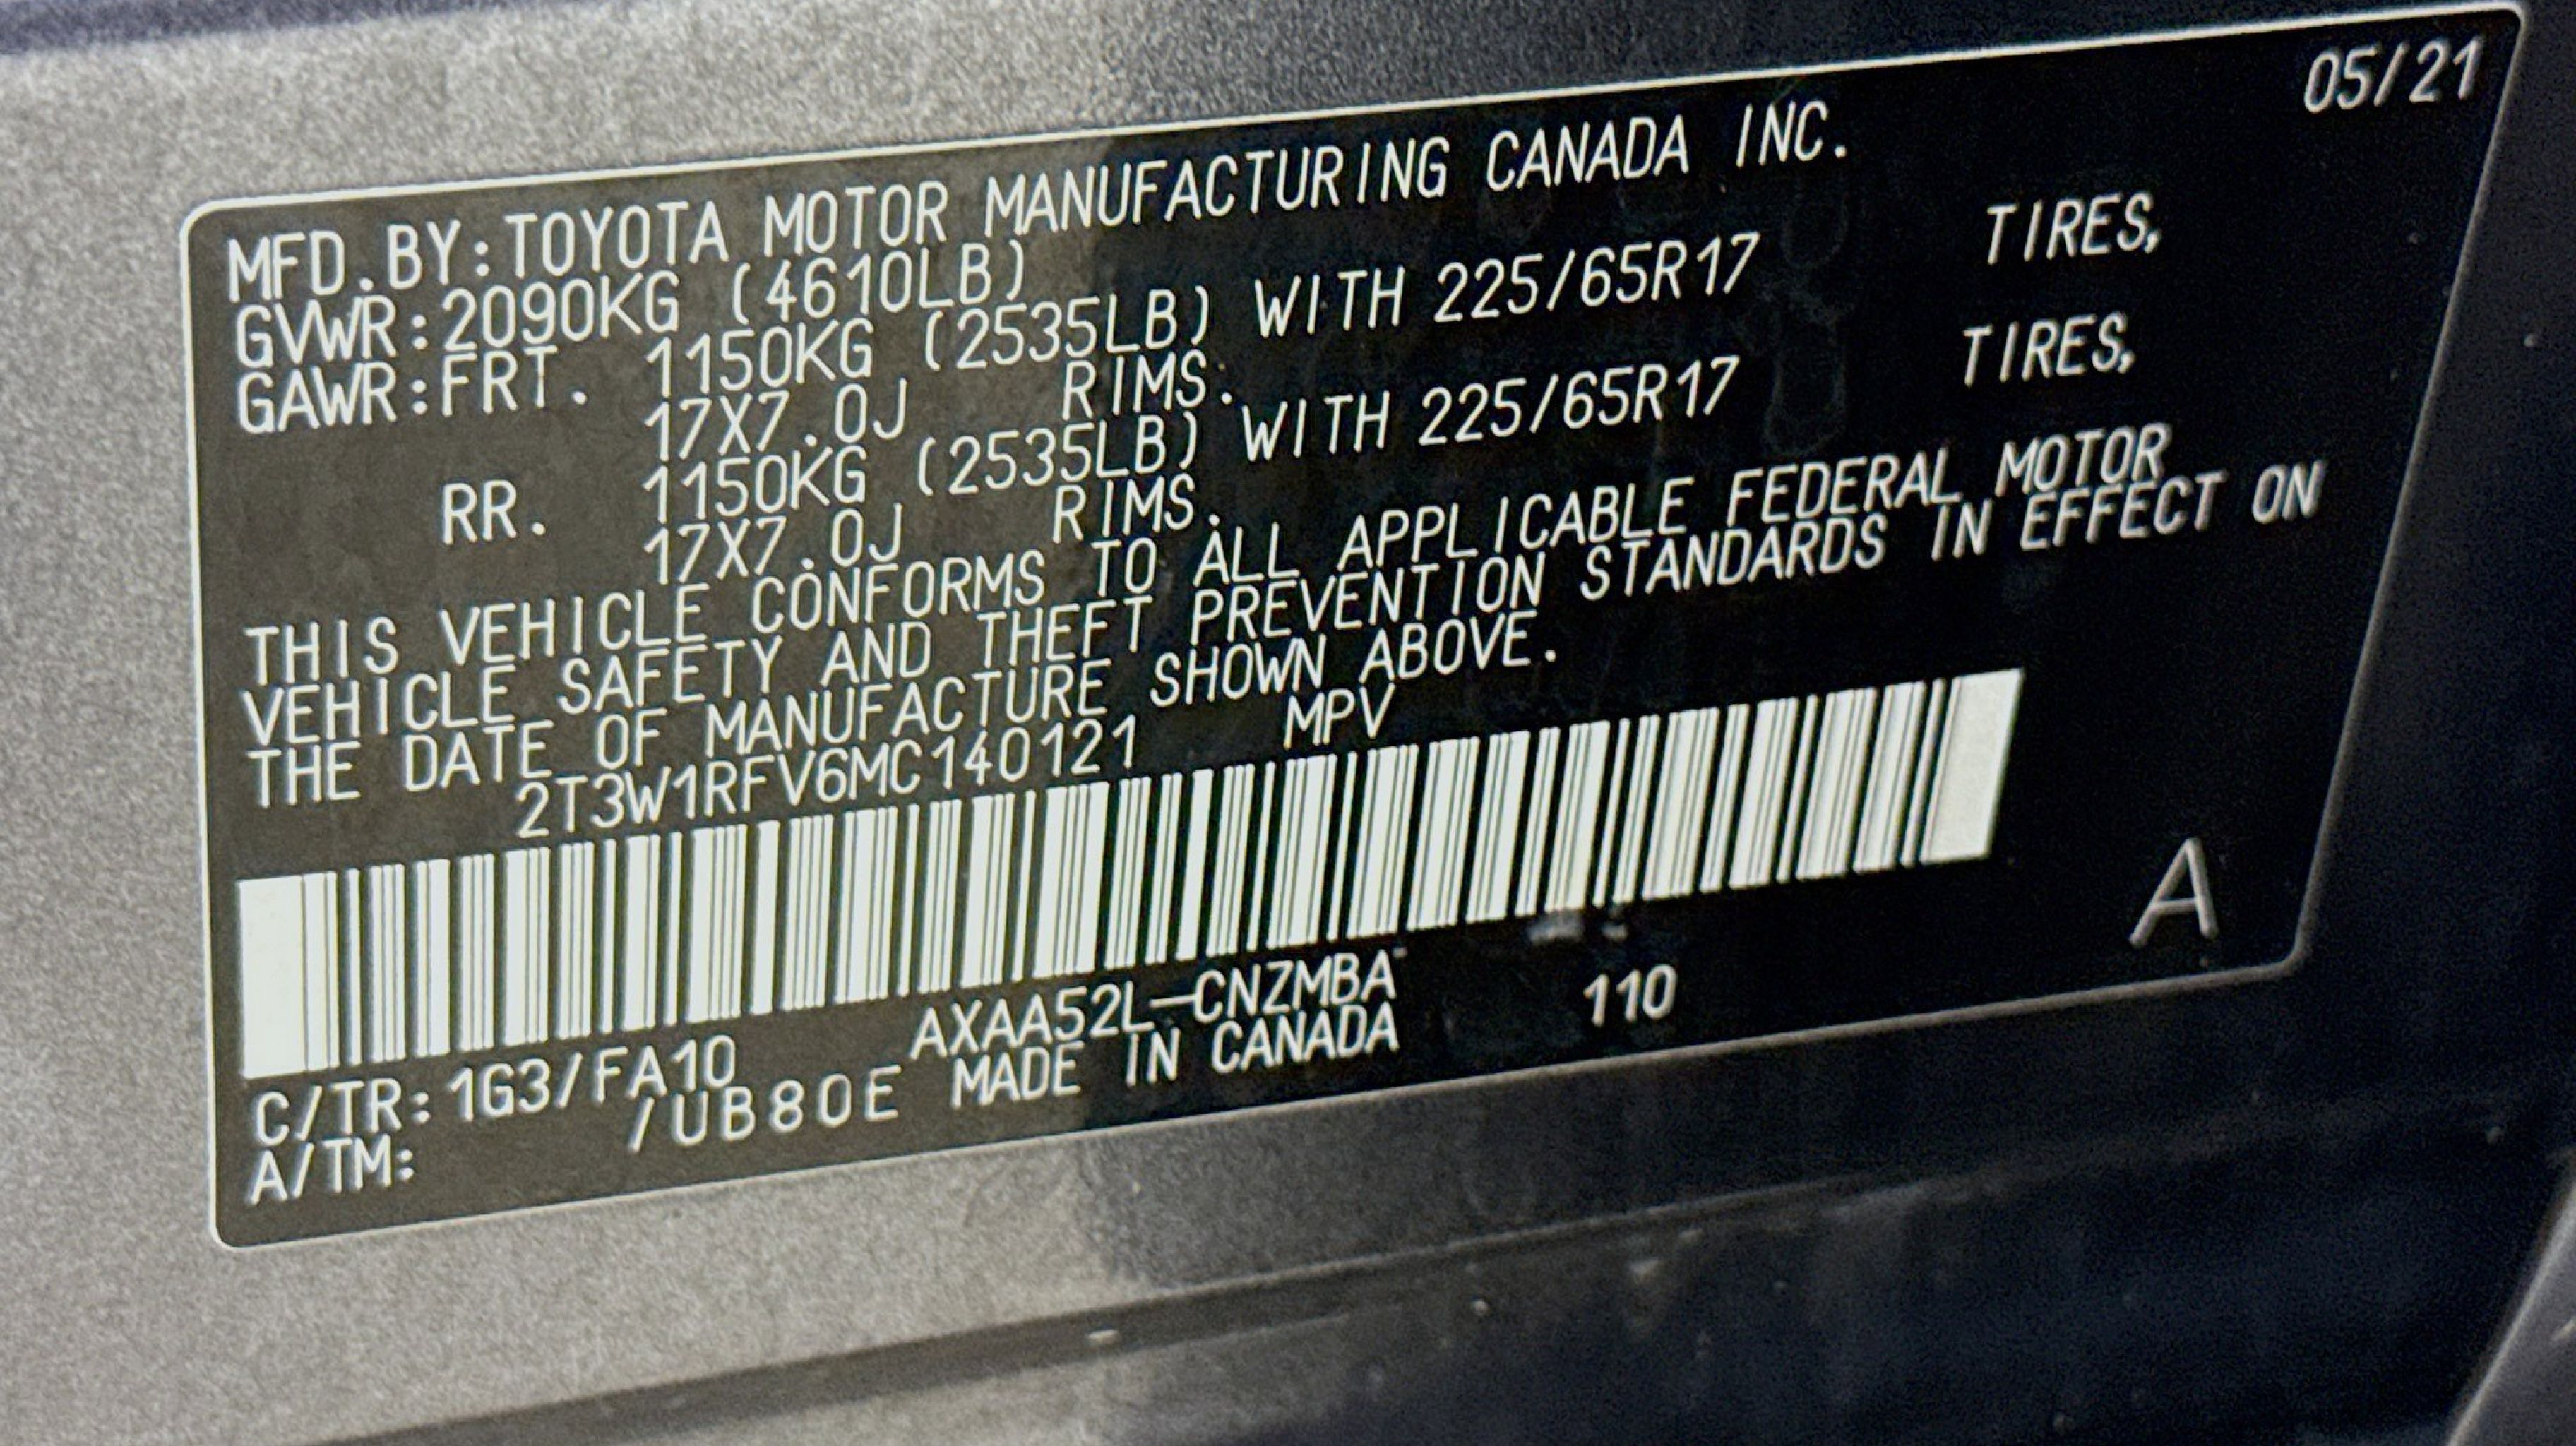 05/21
MFD.BY:TOYOTA MOTOR MANUFACTURING CANADA INC.
GVWR:2090KG (4610LB)
GAWR:FRT. 1150KG (2535LB) WITH 225/65R17 TIRES,
17X7.0J RIMS.
RR. 1150KG (2535LB) WITH 225/65R17 TIRES,
17X7.0J RIMS.
THIS VEHICLE CONFORMS TO ALL APPLICABLE FEDERAL MOTOR
VEHICLE SAFETY AND THEFT PREVENTION STANDARDS IN EFFECT ON
THE DATE OF MANUFACTURE SHOWN ABOVE.
2T3W1RFV6MC140121 MPV
A
C/TR:1G3/FA10 AXAA52L-CNZMBA 110
A/TM: /UB80E MADE IN CANADA